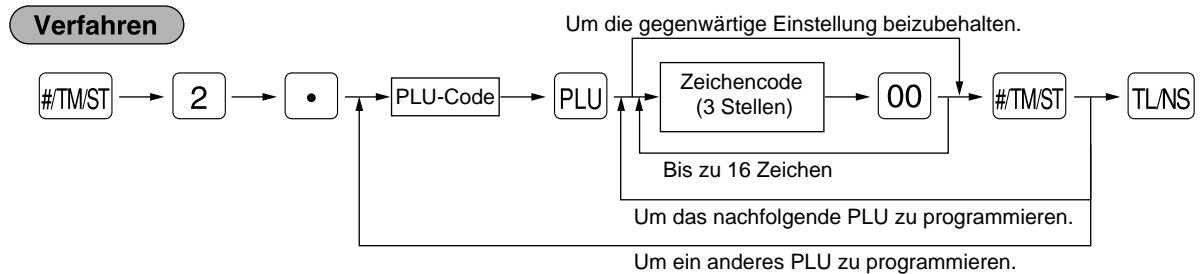 Verfahren
Um die gegenwärtige Einstellung beizubehalten.
#/TM/ST 2 • PLU-Code PLU Zeichencode (3 Stellen) 00 #/TM/ST TL/NS
Bis zu 16 Zeichen
Um das nachfolgende PLU zu programmieren.
Um ein anderes PLU zu programmieren.